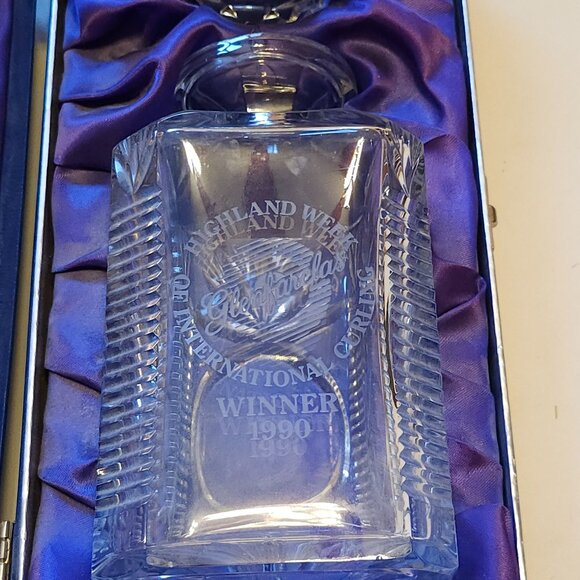 HIGHLAND WEEK
Glenfarclas
OF INTERNATIONAL CURLING
WINNER
1990